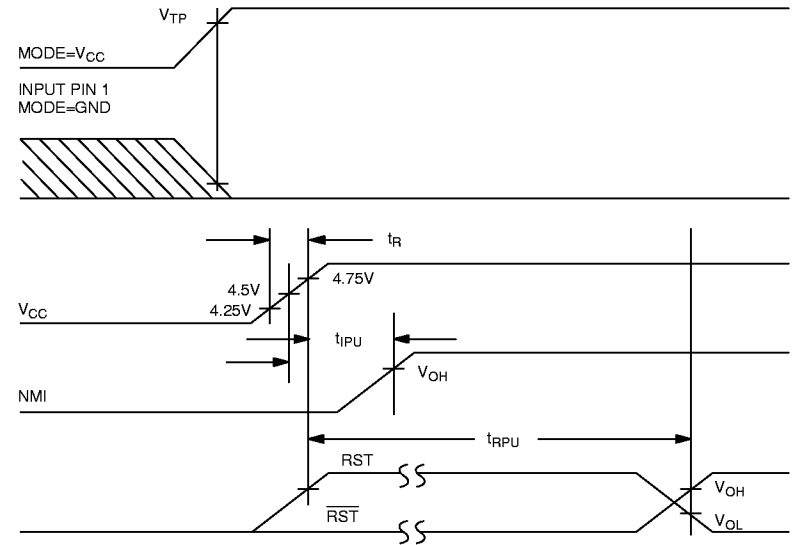 V_TP
MODE=V_CC
INPUT PIN 1
MODE=GND
t_R
4.75V
4.5V
4.25V
V_CC
t_IPU
V_OH
NMI
t_RPU
RST
R̅S̅T̅
V_OH
V_OL